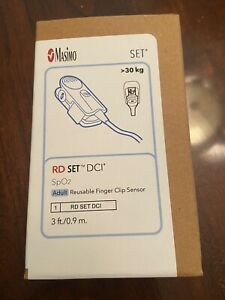 Masimo SET®
>30 kg
RD SET™ DCI®
SpO2
Adult Reusable Finger Clip Sensor
1 RD SET DCI
3 ft./0.9 m.